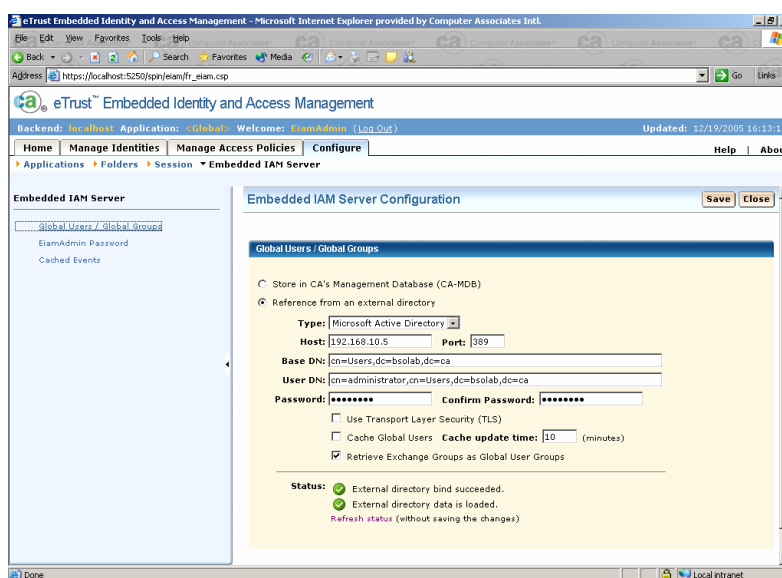 eTrust Embedded Identity and Access Management - Microsoft Internet Explorer provided by Computer Associates Intl.
File Edit View Favorites Tools Help
Back Search Favorites Media
Address https://localhost:5250/spin/eiam/fr_eiam.csp Go Links
ca® eTrust™ Embedded Identity and Access Management
Backend: localhost Application: <Global> Welcome: EiamAdmin (Log Out) Updated: 12/19/2005 16:13:1
Home Manage Identities Manage Access Policies Configure Help | Abou
Applications Folders Session Embedded IAM Server
Embedded IAM Server
Global Users / Global Groups
EiamAdmin Password
Cached Events
Embedded IAM Server Configuration Save Close
Global Users / Global Groups
Store in CA's Management Database (CA-MDB)
Reference from an external directory
Type: Microsoft Active Directory
Host: 192.168.10.5 Port: 389
Base DN: cn=Users,dc=bsolab,dc=ca
User DN: cn=administrator,cn=Users,dc=bsolab,dc=ca
Password: •••••••• Confirm Password: ••••••••
Use Transport Layer Security (TLS)
Cache Global Users Cache update time: 10 (minutes)
Retrieve Exchange Groups as Global User Groups
Status: External directory bind succeeded.
External directory data is loaded.
Refresh status (without saving the changes)
Done Local intranet